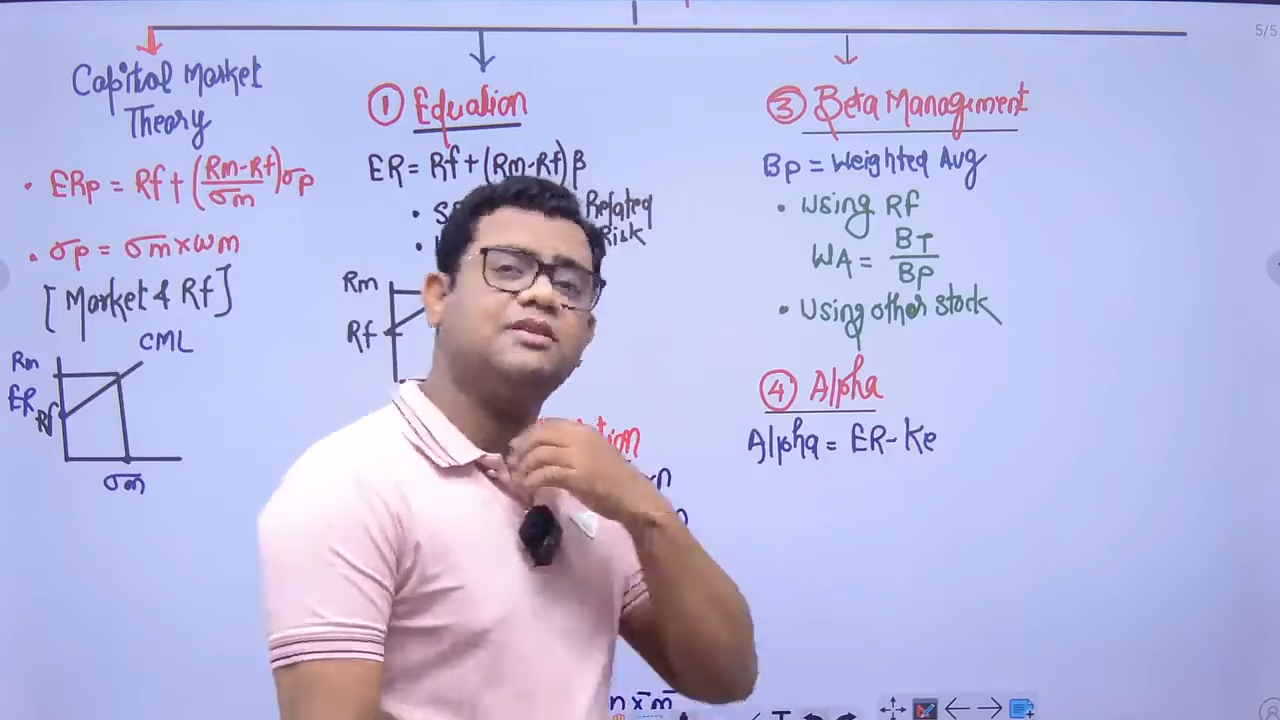 5/5
Capital Market
Theory
• ERp = Rf + (Rm-Rf/σm)σp
• σp = σm × wm
[Market & Rf]
CML
Rm
ER
Rf
σm
① Equation
ER = Rf + (Rm-Rf) β
Related
Risk
Rm
Rf
③ Beta Management
Bp = Weighted Avg
• Using Rf
WA = BT/BP
• Using other stock
④ Alpha
Alpha = ER - Ke